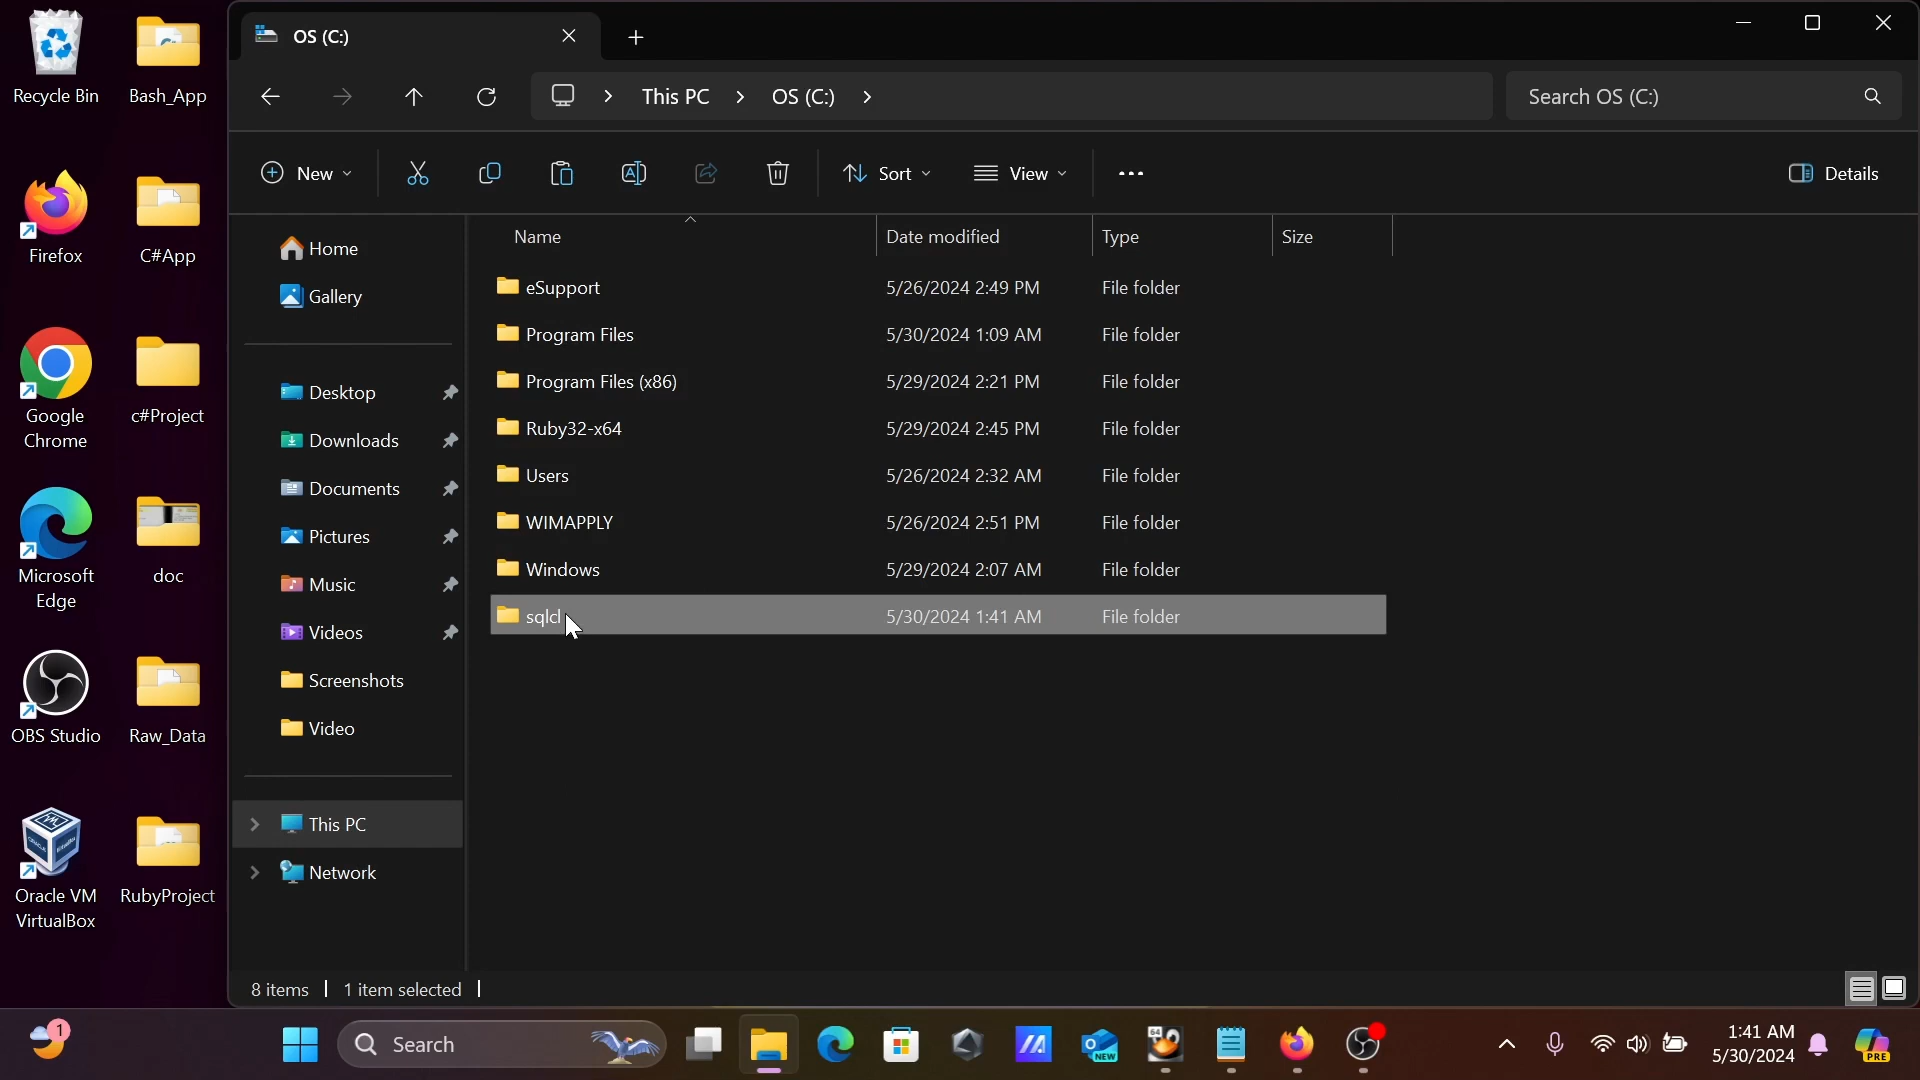 Recycle Bin
Bash_App
Firefox
C#App
Google
Chrome
c#Project
Microsoft
Edge
doc
OBS Studio
Raw_Data
Oracle VM
VirtualBox
RubyProject
OS (C:)
This PC > OS (C:) >
Search OS (C:)
New
Sort
View
Details
Home
Gallery
Desktop
Downloads
Documents
Pictures
Music
Videos
Screenshots
Video
This PC
Network
Name Date modified Type Size
eSupport 5/26/2024 2:49 PM File folder
Program Files 5/30/2024 1:09 AM File folder
Program Files (x86) 5/29/2024 2:21 PM File folder
Ruby32-x64 5/29/2024 2:45 PM File folder
Users 5/26/2024 2:32 AM File folder
WIMAPPLY 5/26/2024 2:51 PM File folder
Windows 5/29/2024 2:07 AM File folder
sqlcl 5/30/2024 1:41 AM File folder
8 items 1 item selected
1
Search
NEW
64
1:41 AM
5/30/2024
PRE